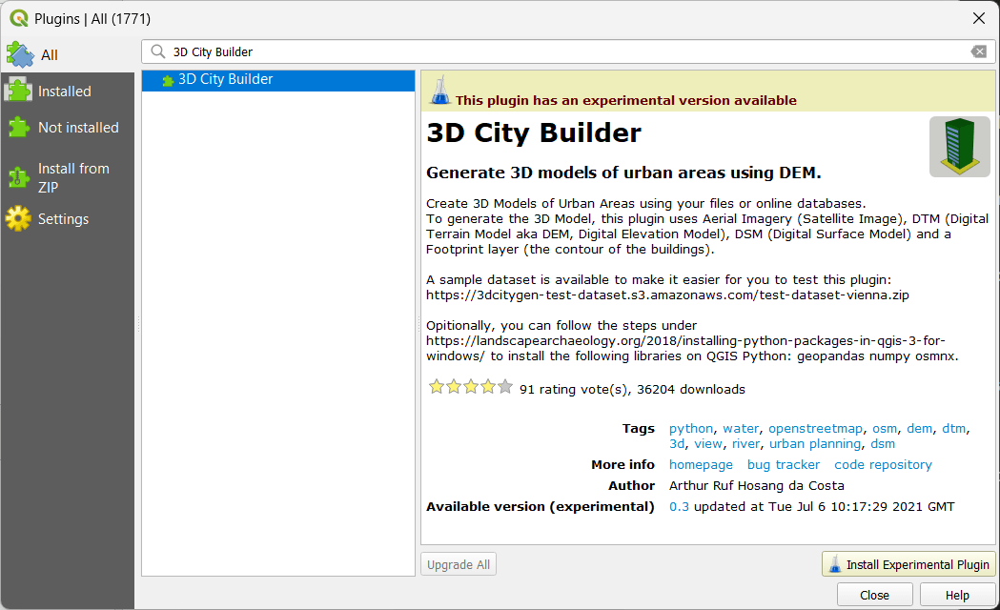 Plugins | All (1771)
All
Installed
Not installed
Install from
ZIP
Settings
3D City Builder
3D City Builder
This plugin has an experimental version available
3D City Builder
Generate 3D models of urban areas using DEM.
Create 3D Models of Urban Areas using your files or online databases.
To generate the 3D Model, this plugin uses Aerial Imagery (Satellite Image), DTM (Digital
Terrain Model aka DEM, Digital Elevation Model), DSM (Digital Surface Model) and a
Footprint layer (the contour of the buildings).
A sample dataset is available to make it easier for you to test this plugin:
https://3dcitygen-test-dataset.s3.amazonaws.com/test-dataset-vienna.zip
Opitionally, you can follow the steps under
https://landscapearchaeology.org/2018/installing-python-packages-in-qgis-3-for-
windows/ to install the following libraries on QGIS Python: geopandas numpy osmnx.
91 rating vote(s), 36204 downloads
Tags python, water, openstreetmap, osm, dem, dtm,
3d, view, river, urban planning, dsm
More info homepage bug tracker code repository
Author Arthur Ruf Hosang da Costa
Available version (experimental) 0.3 updated at Tue Jul 6 10:17:29 2021 GMT
Upgrade All
Install Experimental Plugin
Close
Help